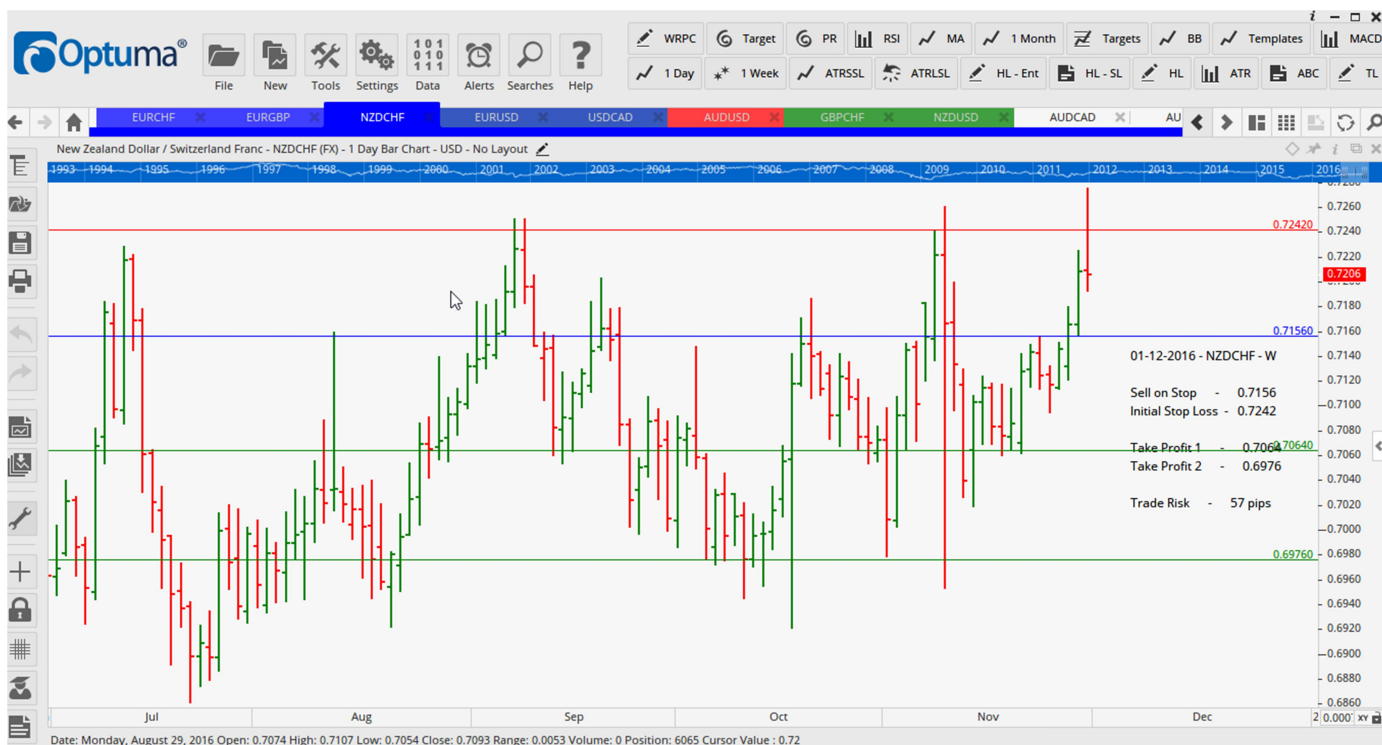 Optuma®
File New Tools Settings Data Alerts Searches Help
101
010
111
WRPC Target PR RSI MA 1 Month Targets BB Templates MACD
1 Day 1 Week ATRSSL ATRLSL HL - Ent HL - SL HL ATR ABC TL
EURCHF EURGBP NZDCHF EURUSD USDCAD AUDUSD GBPCHF NZDUSD AUDCAD AU
New Zealand Dollar / Switzerland Franc - NZDCHF (FX) - 1 Day Bar Chart - USD - No Layout
1993 1994 1995 1996 1997 1998 1999 2000 2001 2002 2003 2004 2005 2006 2007 2008 2009 2010 2011 2012 2013 2014 2015 2016
0.7260
0.72420
0.7240
0.7220
0.7206
0.7180
0.71560
0.7160
01-12-2016 - NZDCHF - W
0.7140
0.7120
Sell on Stop - 0.7156
Initial Stop Loss - 0.7242
0.7100
0.7080
Take Profit 1 - 0.7064
0.70640
0.7060
Take Profit 2 - 0.6976
0.7040
Trade Risk - 57 pips
0.7020
0.7000
0.69760
0.6980
0.6960
0.6940
0.6920
0.6900
0.6880
0.6860
Jul Aug Sep Oct Nov Dec 2 0.000 XY
Date: Monday, August 29, 2016 Open: 0.7074 High: 0.7107 Low: 0.7054 Close: 0.7093 Range: 0.0053 Volume: 0 Position: 6065 Cursor Value : 0.72